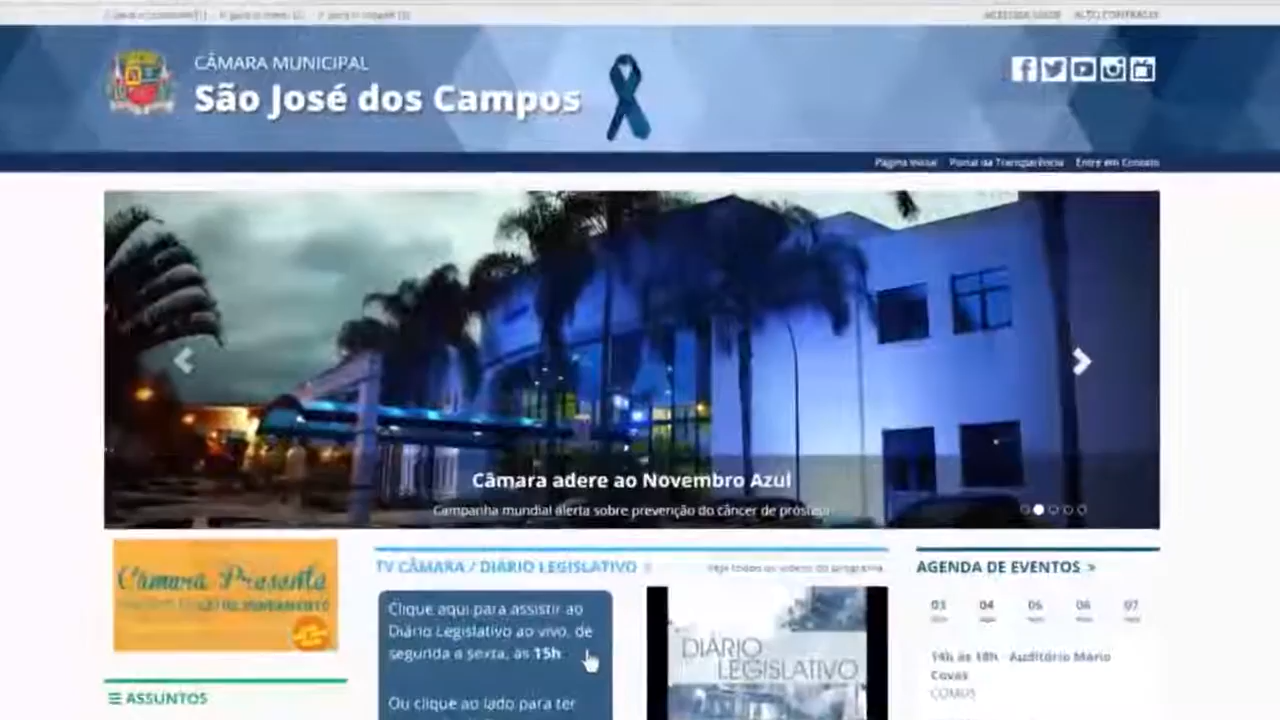 CÂMARA MUNICIPAL
São José dos Campos
Página Inicial Portal da Transparência Entre em Contato
Câmara adere ao Novembro Azul
Campanha mundial alerta sobre prevenção do câncer de próstata
Câmara Presente
TV CÂMARA / DIÁRIO LEGISLATIVO »
Veja todos os vídeos do programa
Clique aqui para assistir ao
Diário Legislativo ao vivo, de
segunda a sexta, às 15h
Ou clique ao lado para ter
DIÁRIO
LEGISLATIVO
AGENDA DE EVENTOS »
03 04 05 06 07
14h às 18h - Auditório Mário
Covas
ASSUNTOS